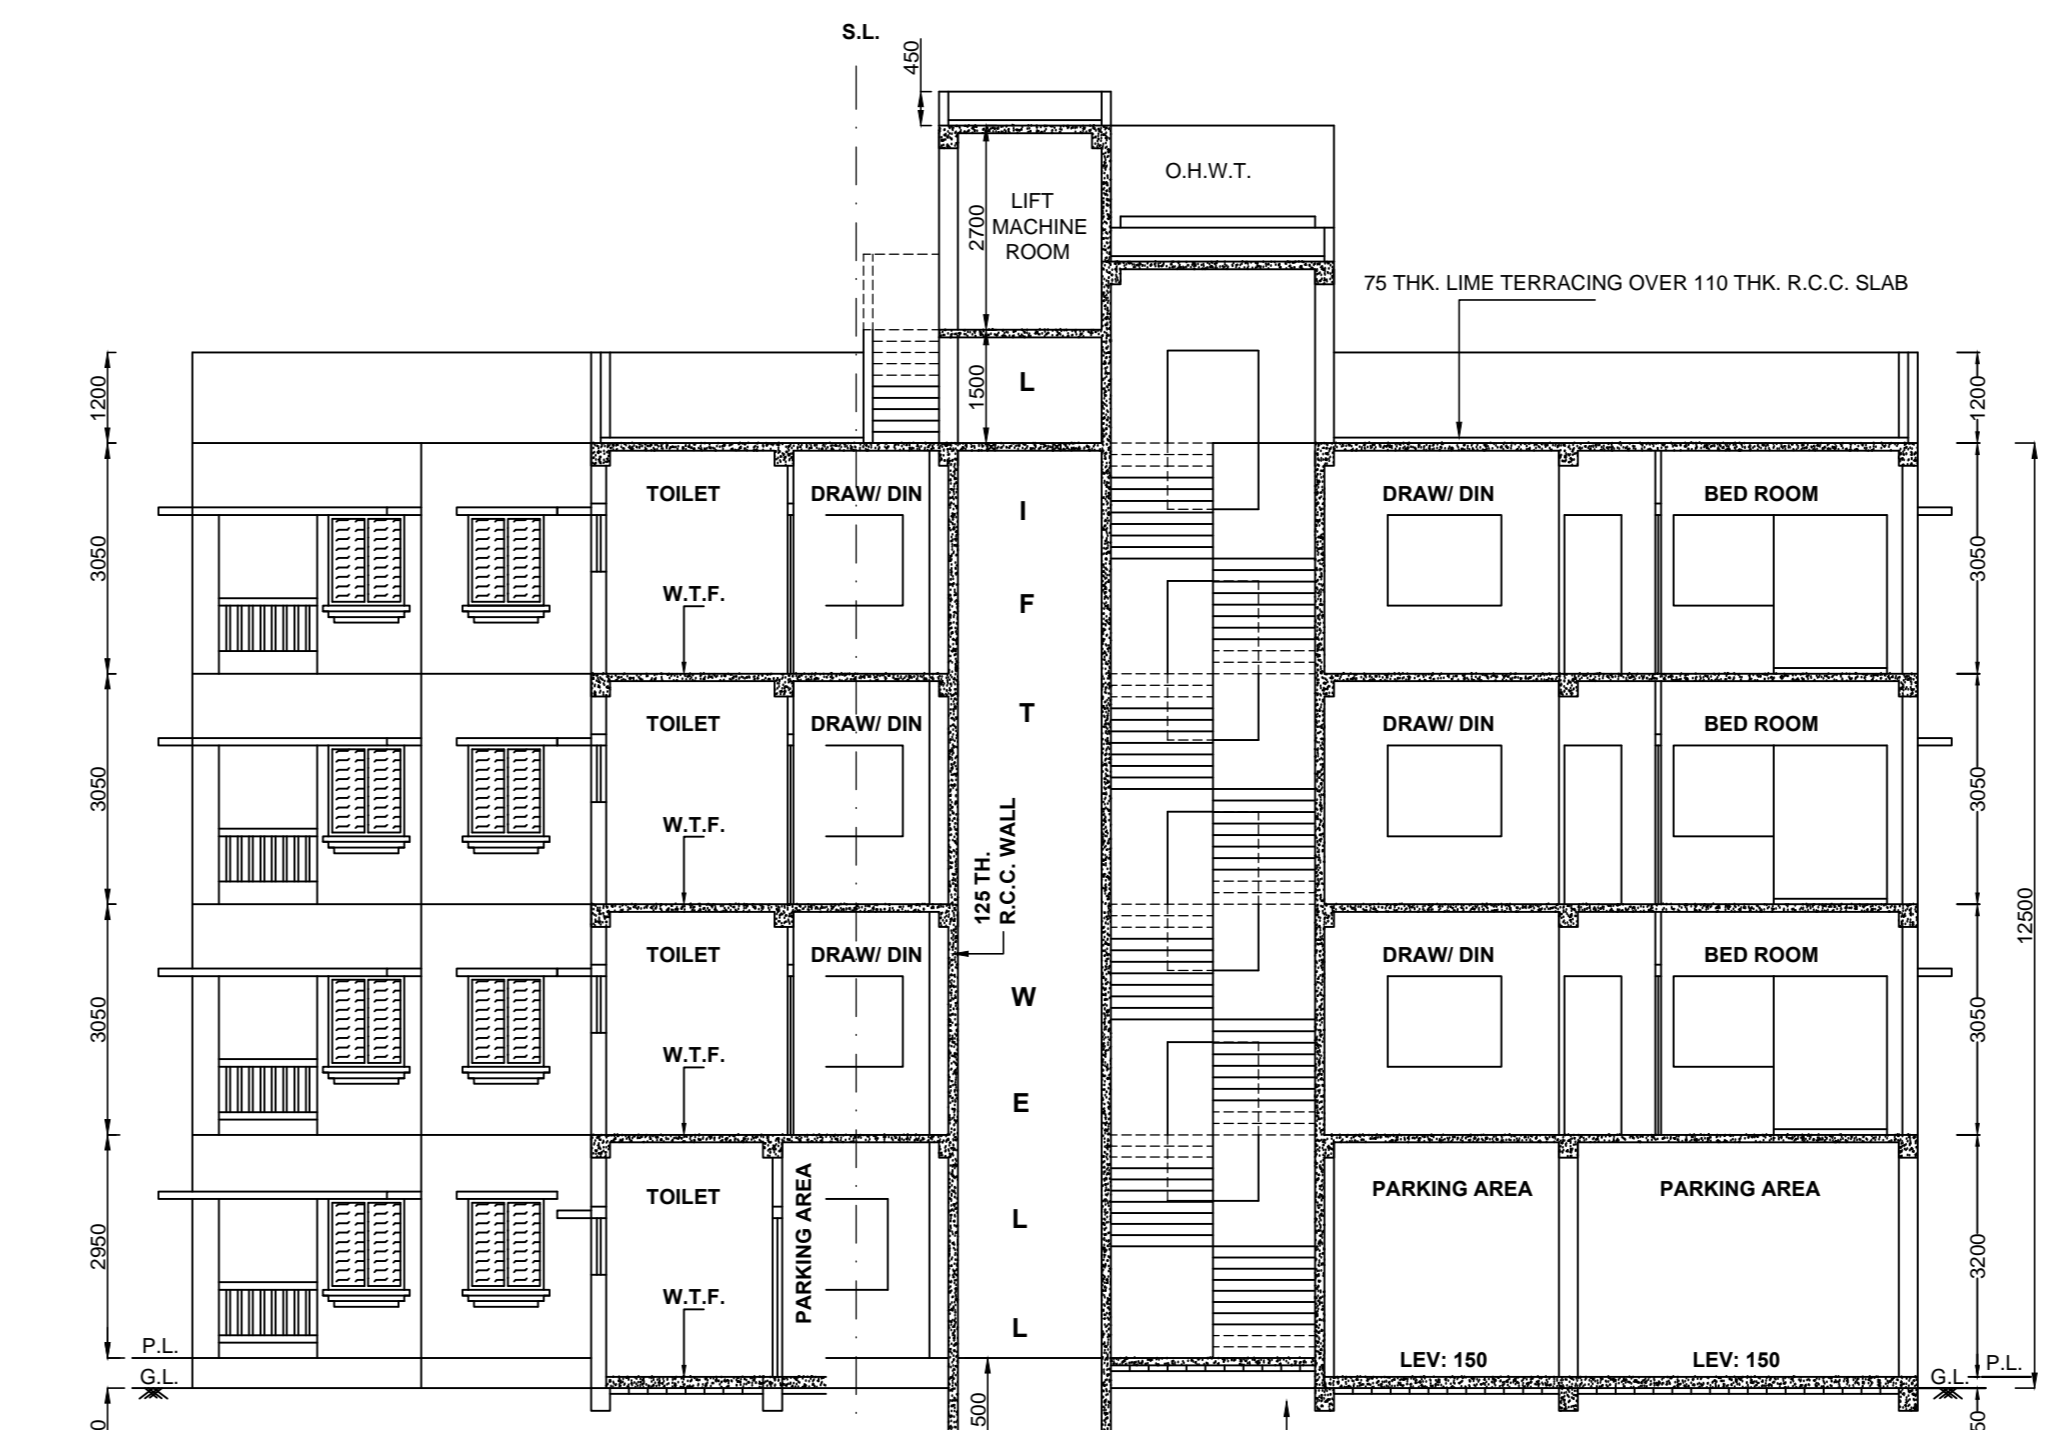 S.L.
450
O.H.W.T.
LIFT
MACHINE
ROOM
2700
75 THK. LIME TERRACING OVER 110 THK. R.C.C. SLAB
1200
1500
L
1200
TOILET
DRAW/ DIN
I
DRAW/ DIN
BED ROOM
3050
W.T.F.
F
3050
TOILET
DRAW/ DIN
T
DRAW/ DIN
BED ROOM
3050
W.T.F.
125 TH.
R.C.C. WALL
3050
12500
TOILET
DRAW/ DIN
W
DRAW/ DIN
BED ROOM
3050
W.T.F.
E
3050
TOILET
PARKING AREA
L
PARKING AREA
PARKING AREA
2950
W.T.F.
L
3200
P.L.
LEV: 150
LEV: 150
P.L.
G.L.
G.L.
500